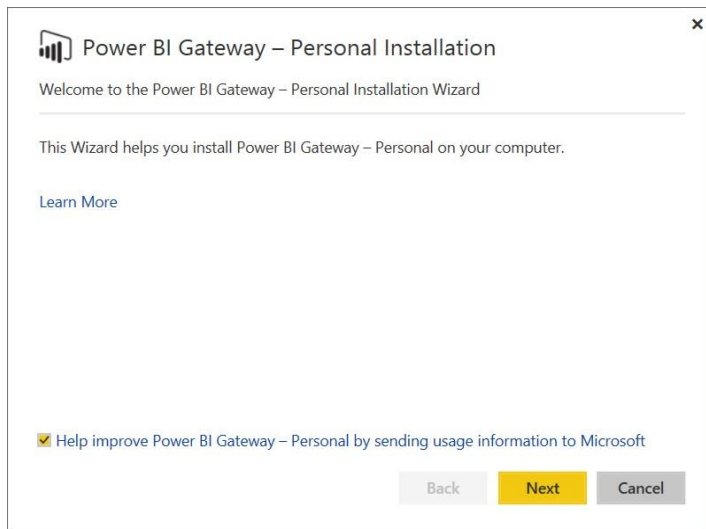 Power BI Gateway – Personal Installation
Welcome to the Power BI Gateway – Personal Installation Wizard
This Wizard helps you install Power BI Gateway – Personal on your computer.
Learn More
Help improve Power BI Gateway – Personal by sending usage information to Microsoft
Back Next Cancel